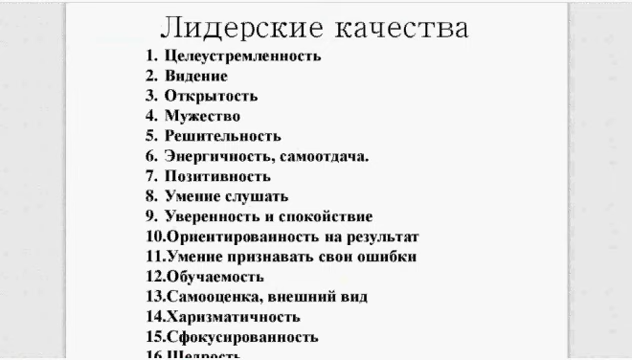 Лидерские качества
1. Целеустремленность
2. Видение
3. Открытость
4. Мужество
5. Решительность
6. Энергичность, самоотдача.
7. Позитивность
8. Умение слушать
9. Уверенность и спокойствие
10.Ориентированность на результат
11.Умение признавать свои ошибки
12.Обучаемость
13.Самооценка, внешний вид
14.Харизматичность
15.Сфокусированность
16.Щедрость